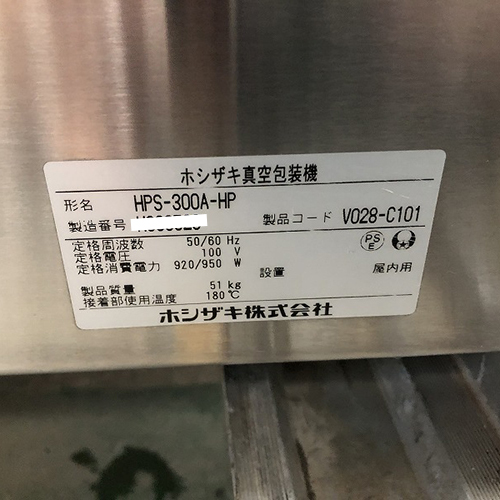 ホシザキ真空包装機
形名 HPS-300A-HP
製造番号
製品コード V028-C101
定格周波数 50/60 Hz
定格電圧 100 V
定格消費電力 920/950 W
PSE
設置 屋内用
製品質量 51 kg
接着部使用温度 180℃
ホシザキ株式会社